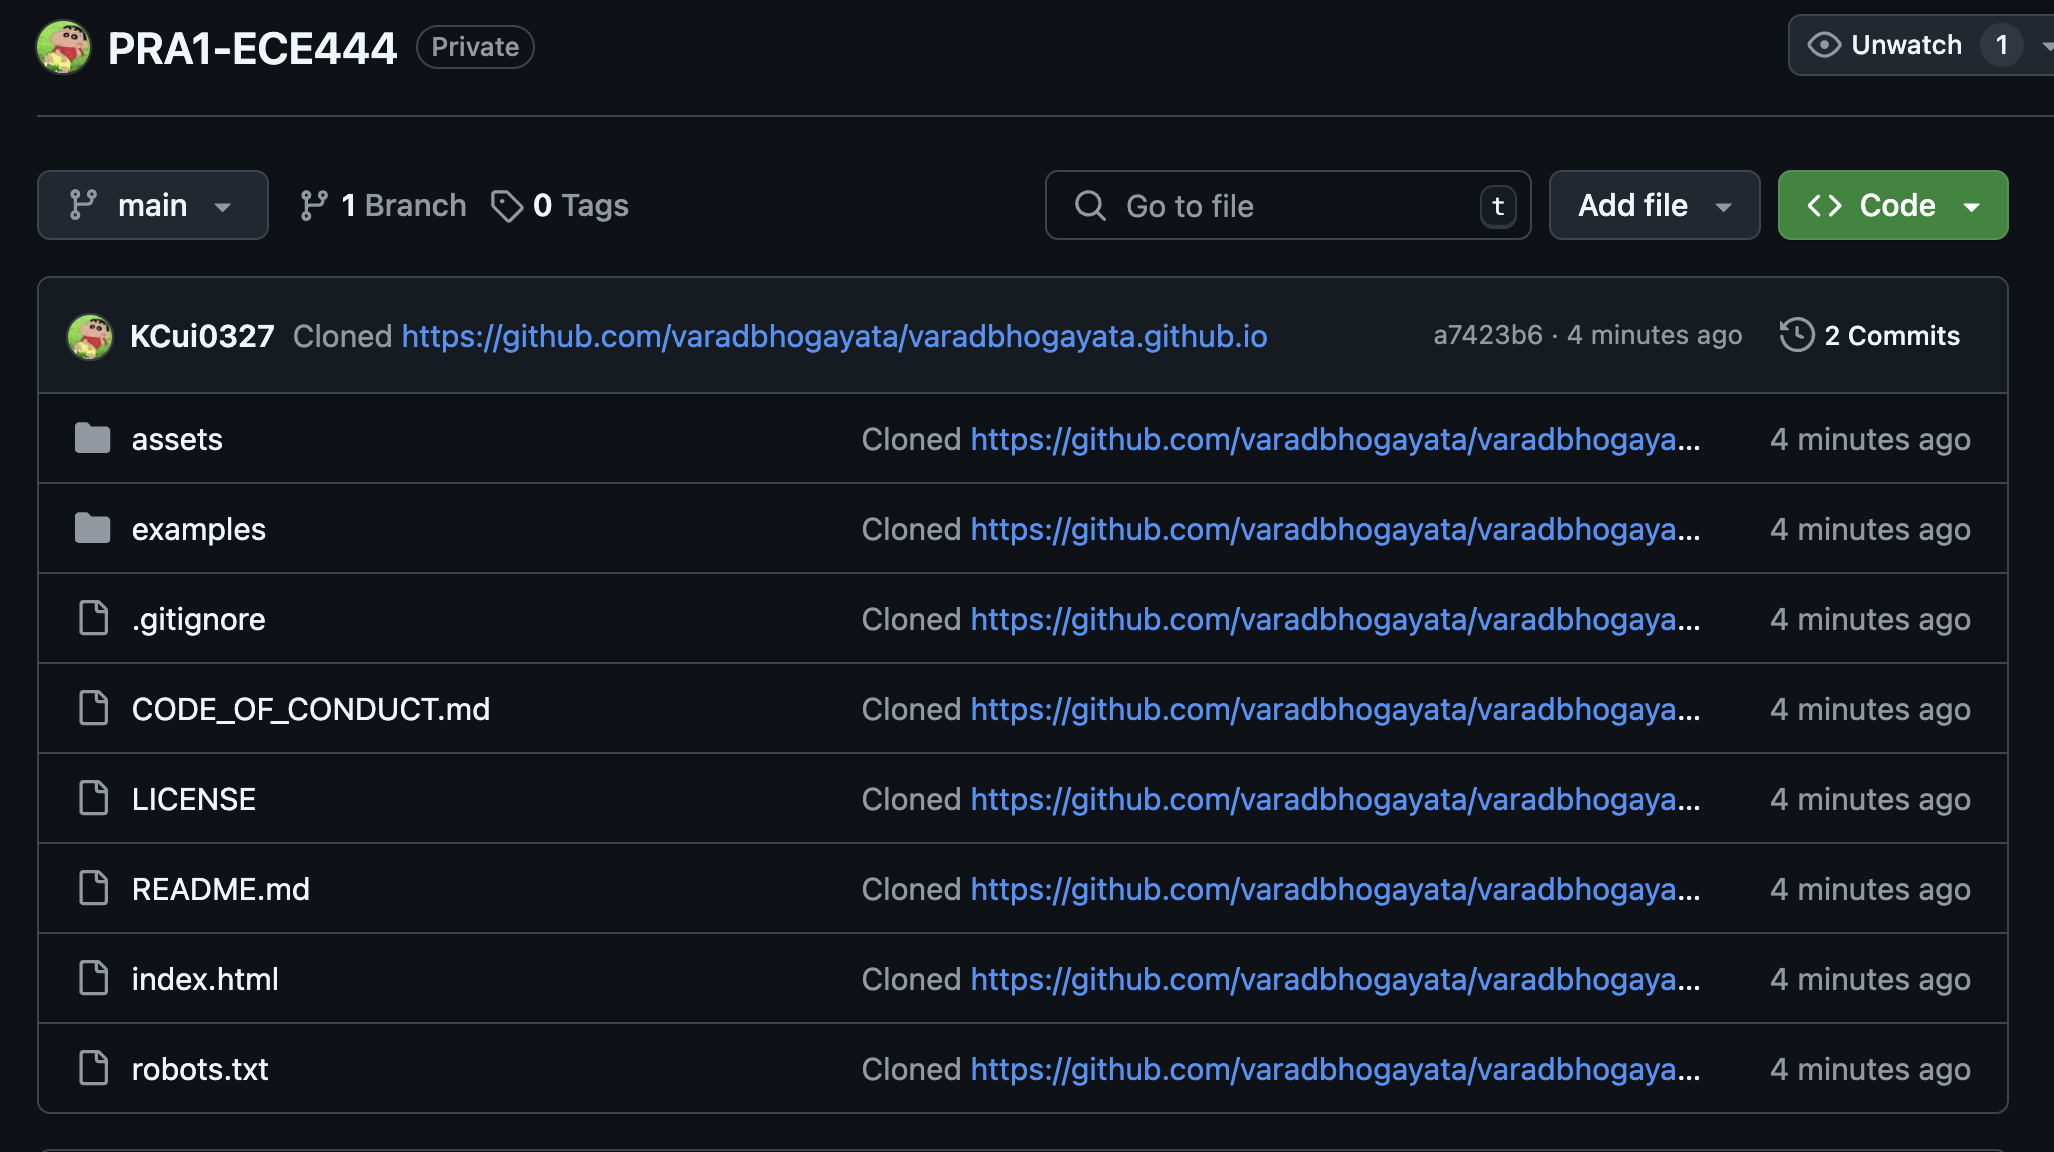 PRA1-ECE444 Private Unwatch 1
main 1 Branch 0 Tags Go to file t Add file Code
KCui0327 Cloned https://github.com/varadbhogayata/varadbhogayata.github.io a7423b6 · 4 minutes ago 2 Commits
assets Cloned https://github.com/varadbhogayata/varadbhogaya... 4 minutes ago
examples Cloned https://github.com/varadbhogayata/varadbhogaya... 4 minutes ago
.gitignore Cloned https://github.com/varadbhogayata/varadbhogaya... 4 minutes ago
CODE_OF_CONDUCT.md Cloned https://github.com/varadbhogayata/varadbhogaya... 4 minutes ago
LICENSE Cloned https://github.com/varadbhogayata/varadbhogaya... 4 minutes ago
README.md Cloned https://github.com/varadbhogayata/varadbhogaya... 4 minutes ago
index.html Cloned https://github.com/varadbhogayata/varadbhogaya... 4 minutes ago
robots.txt Cloned https://github.com/varadbhogayata/varadbhogaya... 4 minutes ago